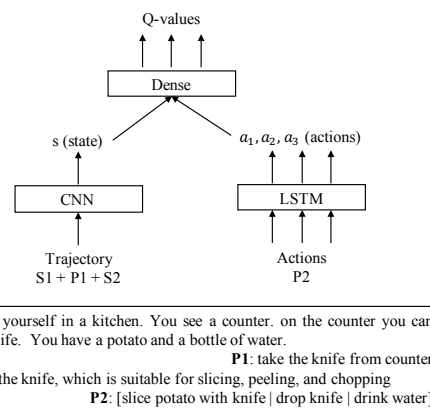 Q-values
Dense
s (state)
a₁, a₂, a₃ (actions)
CNN
LSTM
Trajectory
S1 + P1 + S2
Actions
P2
yourself in a kitchen. You see a counter. on the counter you can
ife. You have a potato and a bottle of water.
P1: take the knife from counter
the knife, which is suitable for slicing, peeling, and chopping
P2: [slice potato with knife | drop knife | drink water]